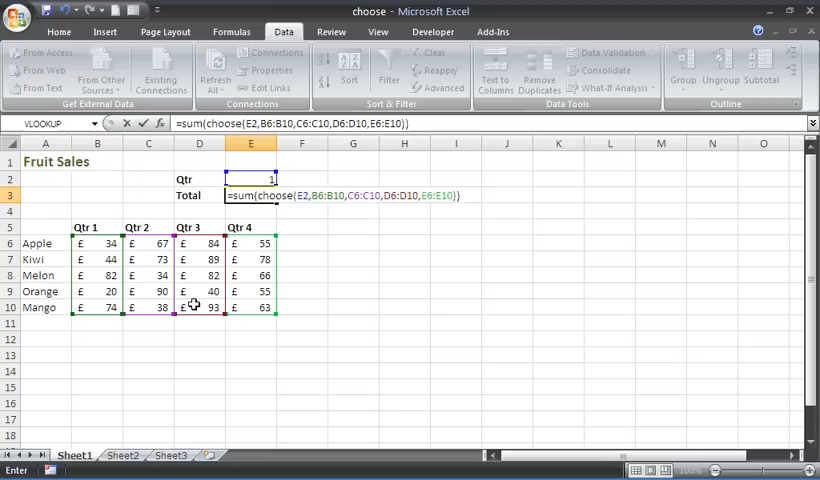 choose - Microsoft Excel
Home Insert Page Layout Formulas Data Review View Developer Add-Ins
From Access
From Web
From Text
From Other Sources
Existing Connections
Get External Data
Refresh All
Connections
Properties
Edit Links
Connections
Sort
Filter
Clear
Reapply
Advanced
Sort & Filter
Text to Columns
Remove Duplicates
Data Validation
Consolidate
What-If Analysis
Data Tools
Group
Ungroup
Subtotal
Outline
VLOOKUP =sum(choose(E2,B6:B10,C6:C10,D6:D10,E6:E10))
A B C D E F G H I J K L M N O
1 Fruit Sales
2 Qtr 1
3 Total =sum(choose(E2,B6:B10,C6:C10,D6:D10,E6:E10))
4
5 Qtr 1 Qtr 2 Qtr 3 Qtr 4
6 Apple £ 34 £ 67 £ 84 £ 55
7 Kiwi £ 44 £ 73 £ 89 £ 78
8 Melon £ 82 £ 34 £ 82 £ 66
9 Orange £ 20 £ 90 £ 40 £ 55
10 Mango £ 74 £ 38 £ 93 £ 63
11
12
13
14
15
16
17
18
Sheet1 Sheet2 Sheet3
Enter 100%